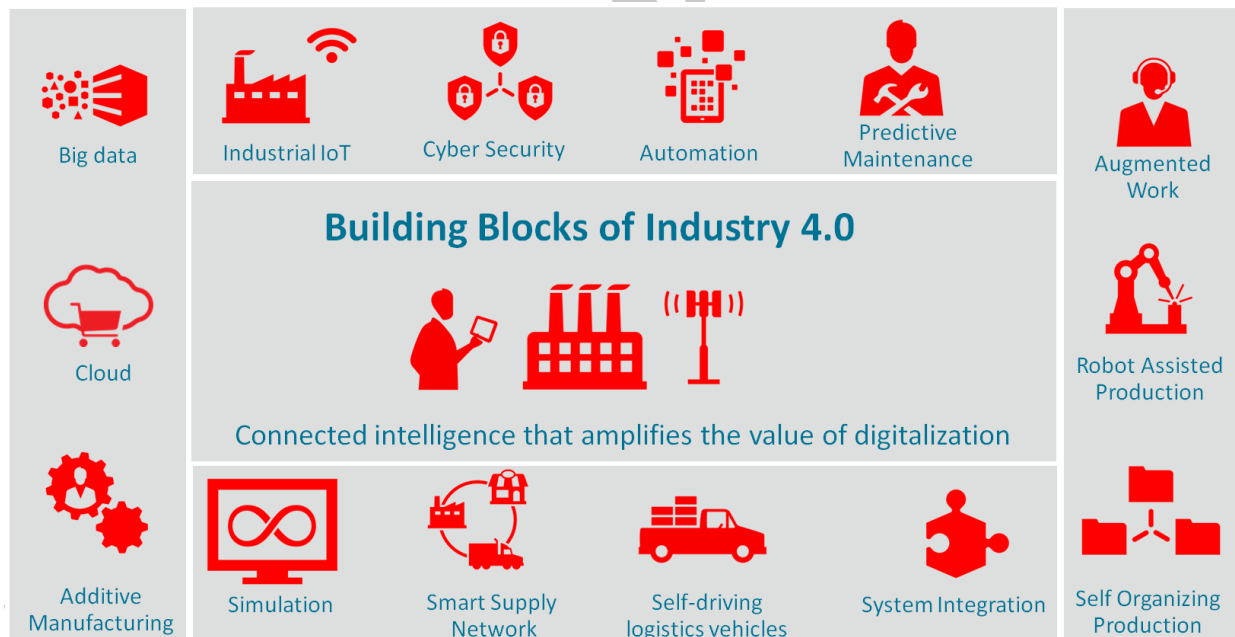 Big data
Cloud
Additive
Manufacturing
Industrial IoT
Cyber Security
Automation
Predictive
Maintenance
Building Blocks of Industry 4.0
Connected intelligence that amplifies the value of digitalization
Simulation
Smart Supply
Network
Self-driving
logistics vehicles
System Integration
Augmented
Work
Robot Assisted
Production
Self Organizing
Production